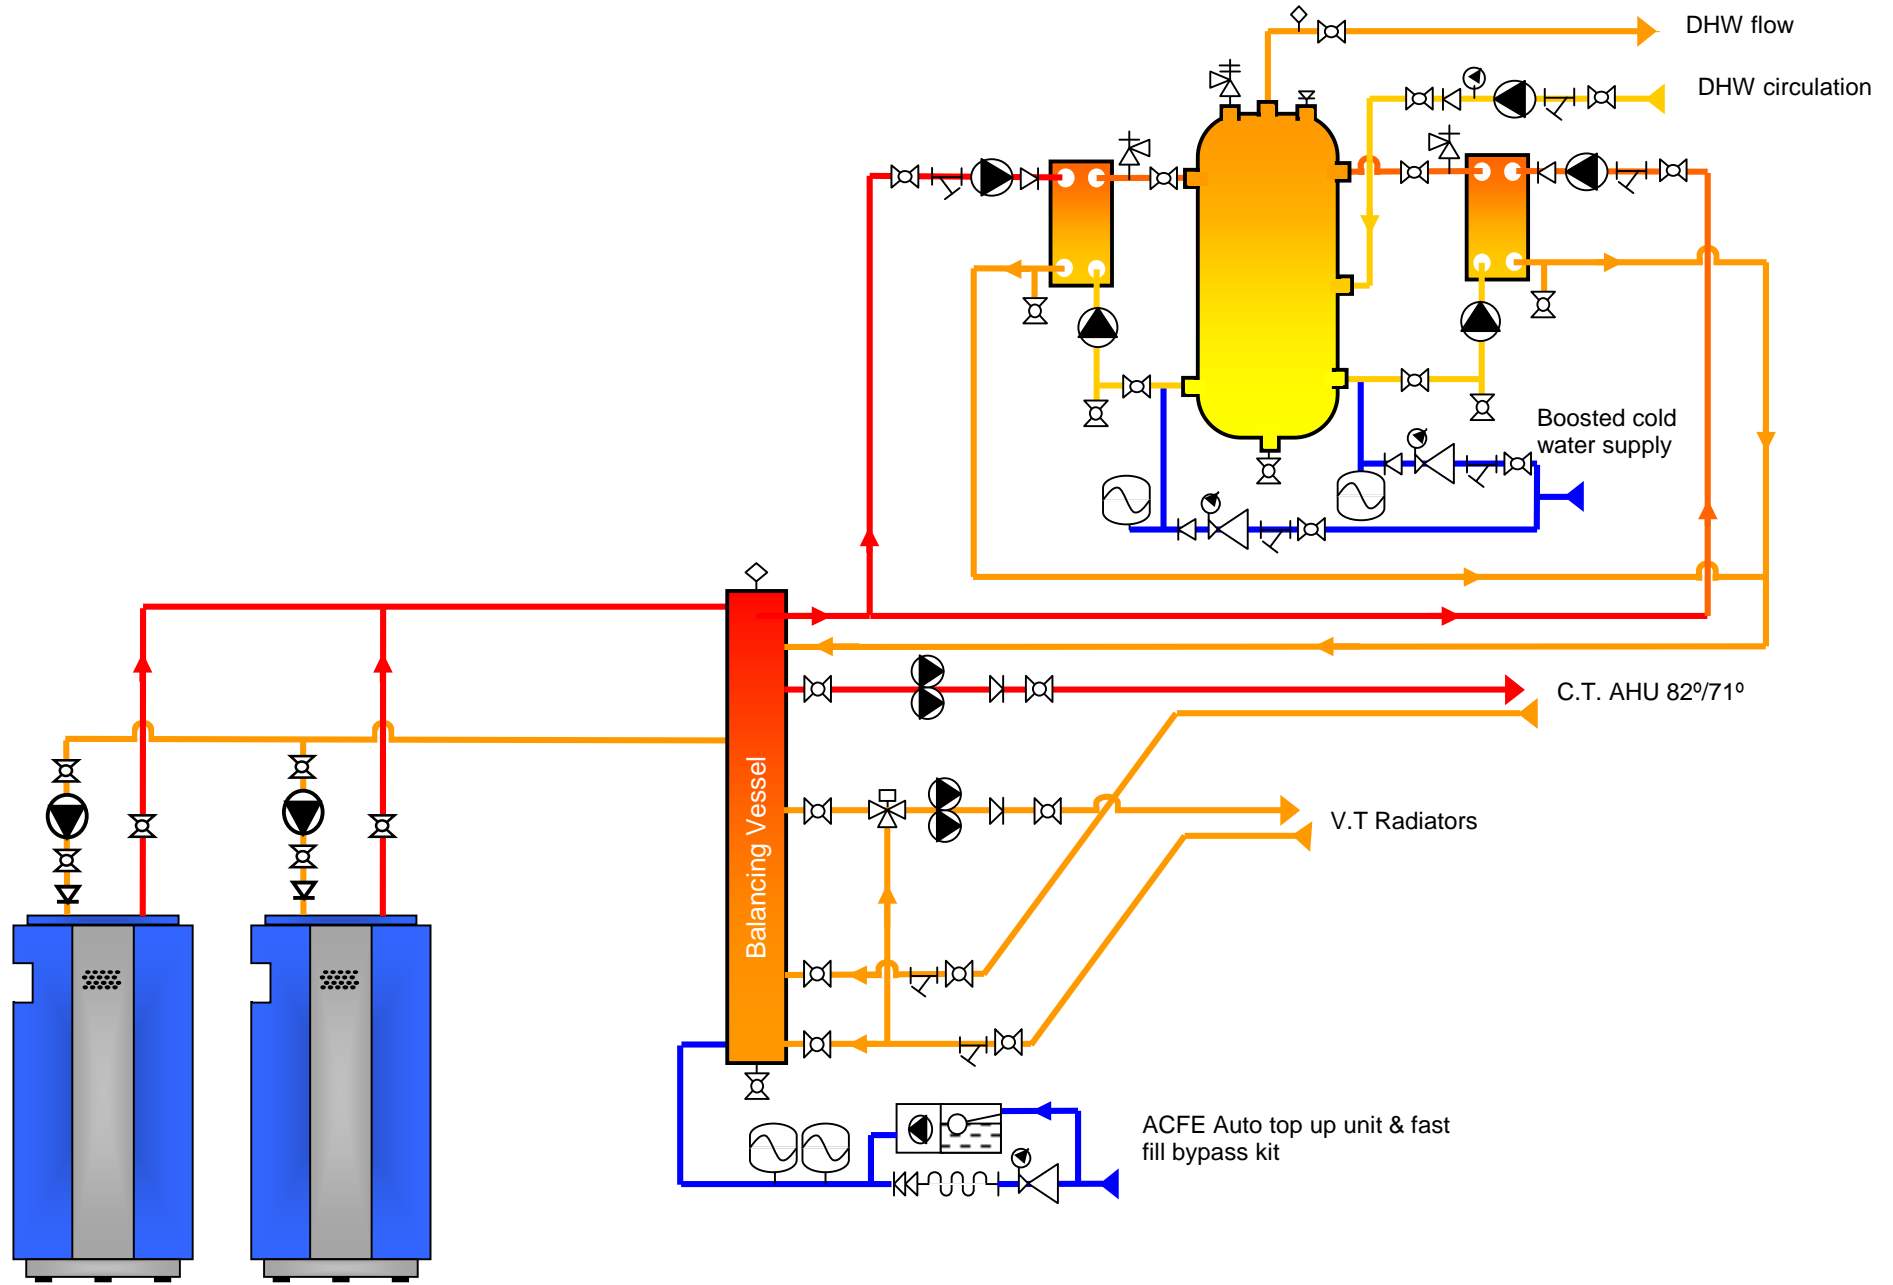 DHW flow
DHW circulation
Boosted cold
water supply
C.T. AHU 82º/71º
Balancing Vessel
V.T Radiators
ACFE Auto top up unit & fast
fill bypass kit